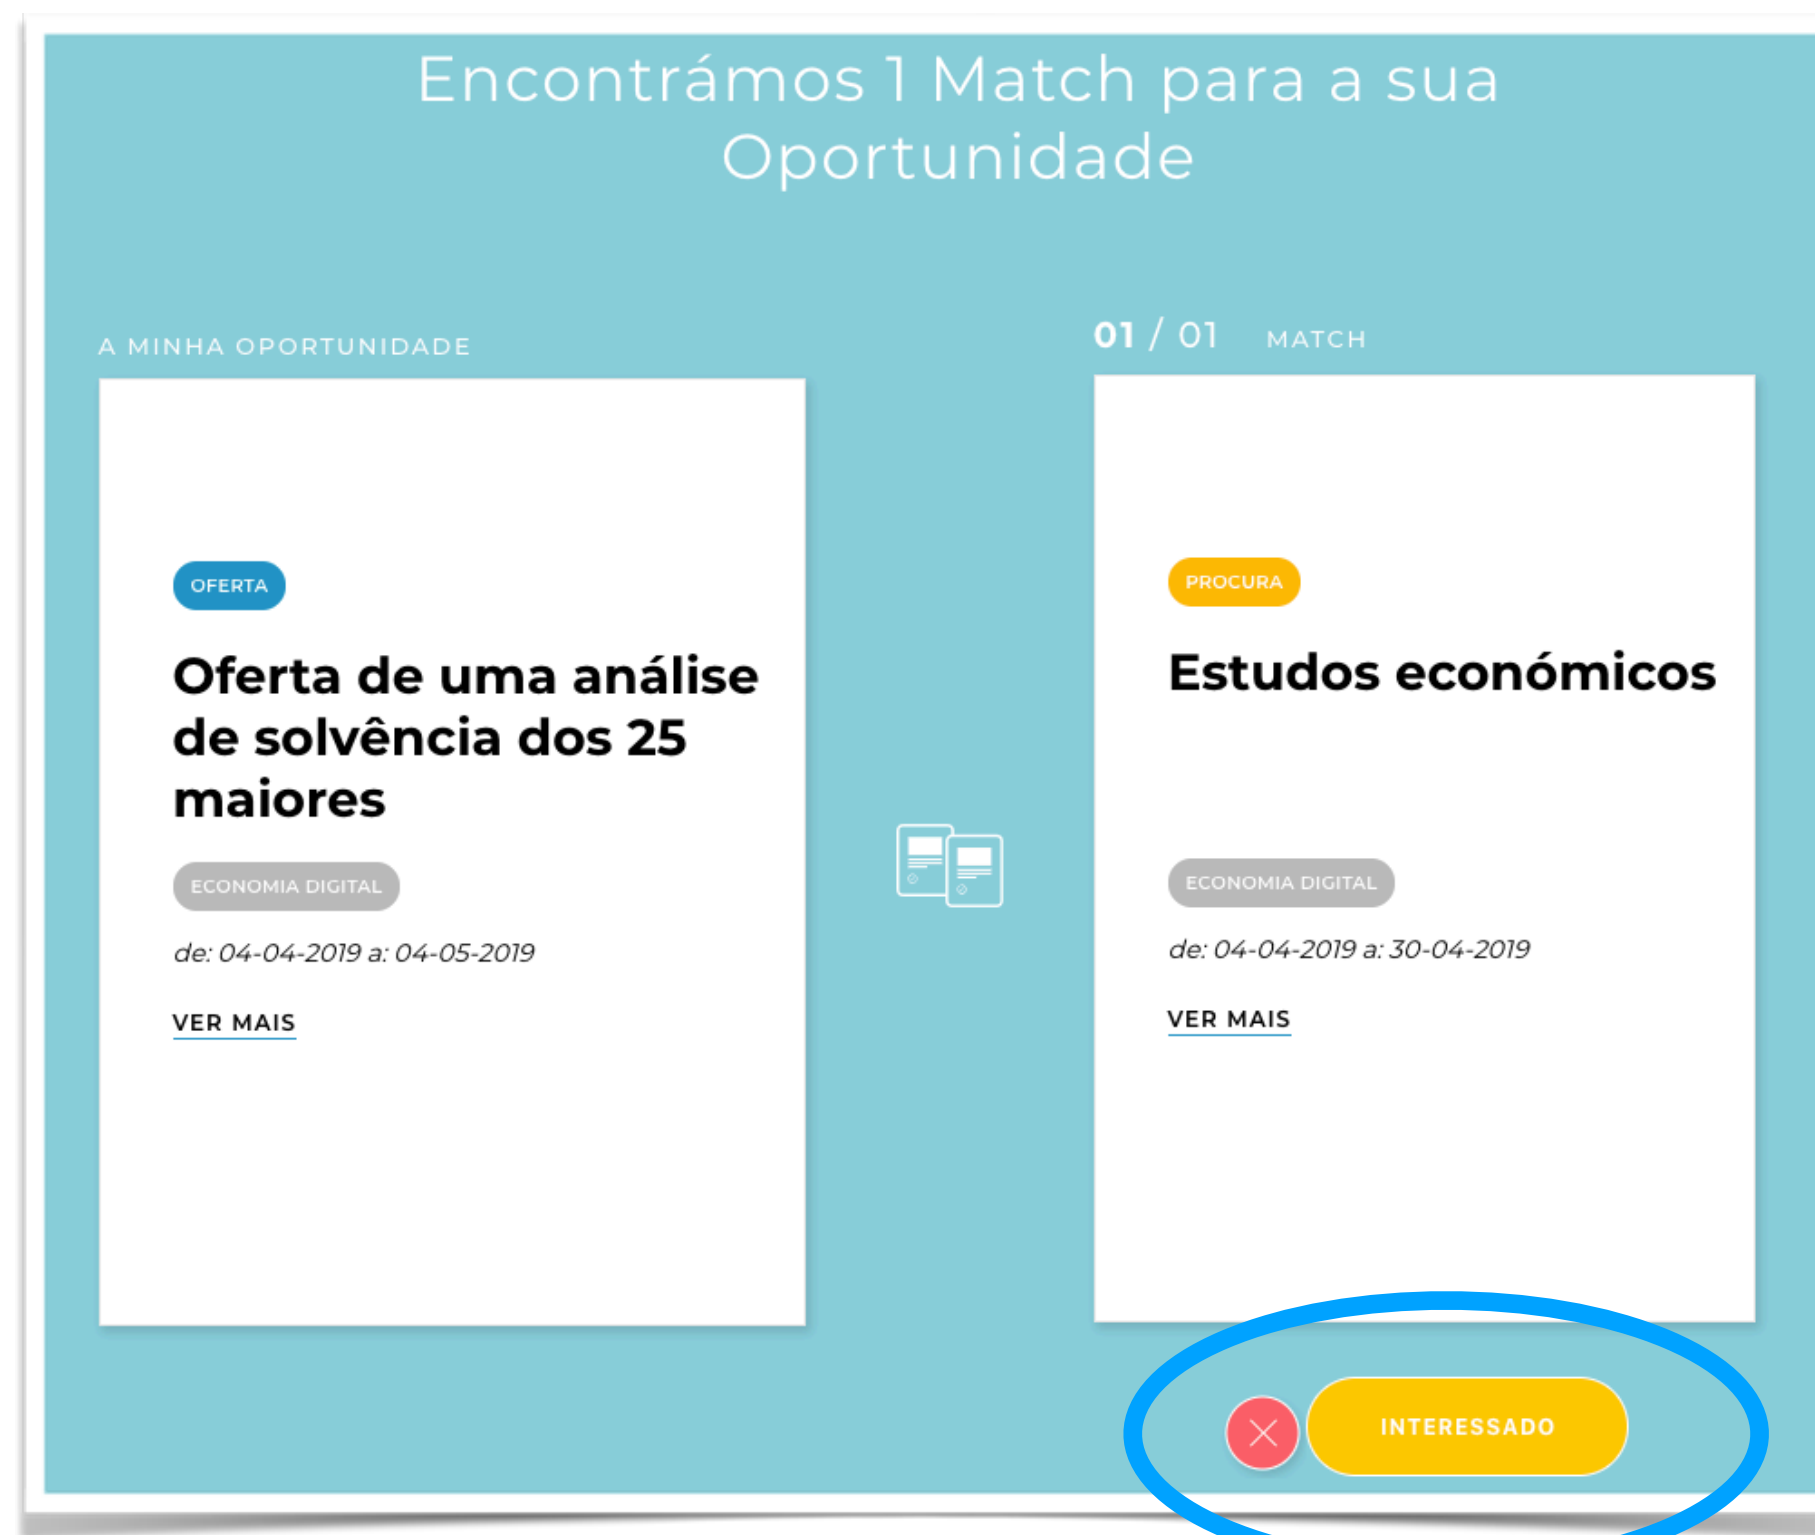 Encontrámos 1 Match para a sua
Oportunidade
A MINHA OPORTUNIDADE
OFERTA
Oferta de uma análise
de solvência dos 25
maiores
ECONOMIA DIGITAL
de: 04-04-2019 a: 04-05-2019
VER MAIS
01 / 01 MATCH
PROCURA
Estudos económicos
ECONOMIA DIGITAL
de: 04-04-2019 a: 30-04-2019
VER MAIS
INTERESSADO